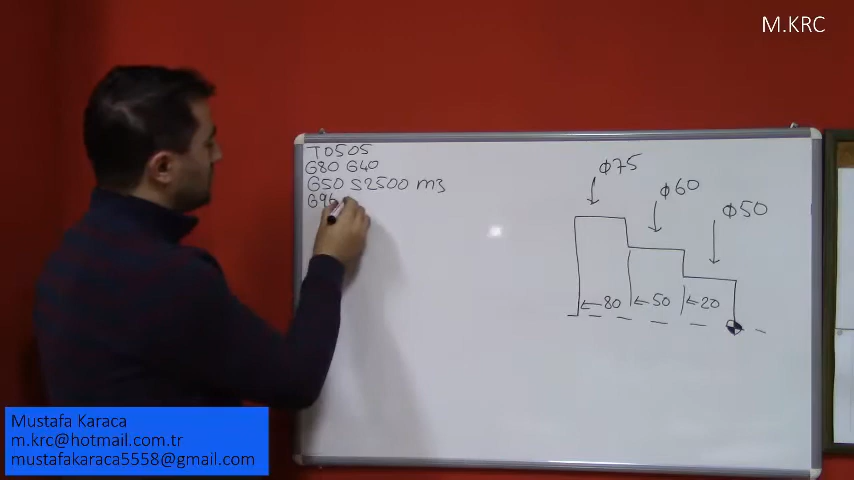 M.KRC
T0505
G80 G40
G50 S2500 m3
G96
Φ75
Φ60
Φ50
←80
←50
←20
Mustafa Karaca
m.krc@hotmail.com.tr
mustafakaraca5558@gmail.com